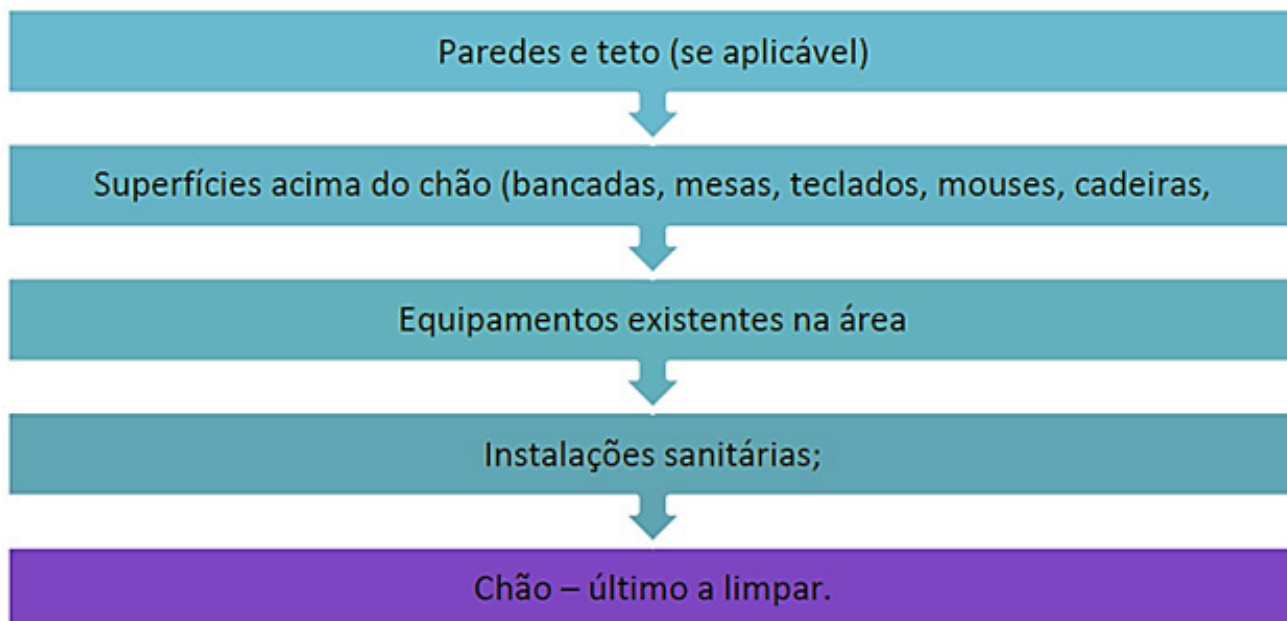 Paredes e teto (se aplicável)
Superfícies acima do chão (bancadas, mesas, teclados, mouses, cadeiras,
Equipamentos existentes na área
Instalações sanitárias;
Chão – último a limpar.